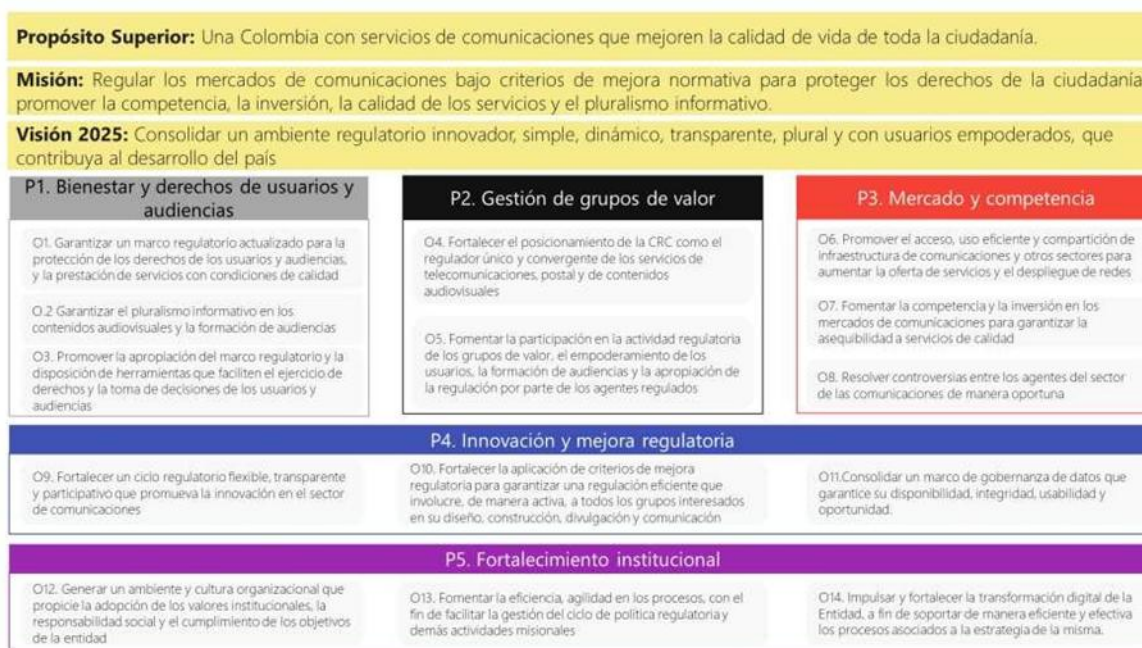 Propósito Superior: Una Colombia con servicios de comunicaciones que mejoren la calidad de vida de toda la ciudadanía.
Misión: Regular los mercados de comunicaciones bajo criterios de mejora normativa para proteger los derechos de la ciudadanía
promover la competencia, la inversión, la calidad de los servicios y el pluralismo informativo.
Visión 2025: Consolidar un ambiente regulatorio innovador, simple, dinámico, transparente, plural y con usuarios empoderados, que
contribuya al desarrollo del país
P1. Bienestar y derechos de usuarios y
audiencias
O1. Garantizar un marco regulatorio actualizado para la
protección de los derechos de los usuarios y audiencias,
y la prestación de servicios con condiciones de calidad
O.2 Garantizar el pluralismo informativo en los
contenidos audiovisuales y la formación de audiencias
O3. Promover la apropiación del marco regulatorio y la
disposición de herramientas que faciliten el ejercicio de
derechos y la toma de decisiones de los usuarios y
audiencias
P2. Gestión de grupos de valor
O4. Fortalecer el posicionamiento de la CRC como el
regulador único y convergente de los servicios de
telecomunicaciones, postal y de contenidos
audiovisuales
O5. Fomentar la participación en la actividad regulatoria
de los grupos de valor, el empoderamiento de los
usuarios, la formación de audiencias y la apropiación de
la regulación por parte de los agentes regulados
P3. Mercado y competencia
O6. Promover el acceso, uso eficiente y compartición de
infraestructura de comunicaciones y otros sectores para
aumentar la oferta de servicios y el despliegue de redes
O7. Fomentar la competencia y la inversión en los
mercados de comunicaciones para garantizar la
asequibilidad a servicios de calidad
O8. Resolver controversias entre los agentes del sector
de las comunicaciones de manera oportuna
P4. Innovación y mejora regulatoria
O9. Fortalecer un ciclo regulatorio flexible, transparente
y participativo que promueva la innovación en el sector
de comunicaciones
O10. Fortalecer la aplicación de criterios de mejora
regulatoria para garantizar una regulación eficiente que
involucre, de manera activa, a todos los grupos interesados
en su diseño, construcción, divulgación y comunicación
O11.Consolidar un marco de gobernanza de datos que
garantice su disponibilidad, integridad, usabilidad y
oportunidad.
P5. Fortalecimiento institucional
O12. Generar un ambiente y cultura organizacional que
propicie la adopción de los valores institucionales, la
responsabilidad social y el cumplimiento de los objetivos
de la entidad
O13. Fomentar la eficiencia, agilidad en los procesos, con el
fin de facilitar la gestión del ciclo de política regulatoria y
demás actividades misionales
O14. Impulsar y fortalecer la transformación digital de la
Entidad, a fin de soportar de manera eficiente y efectiva
los procesos asociados a la estrategia de la misma.